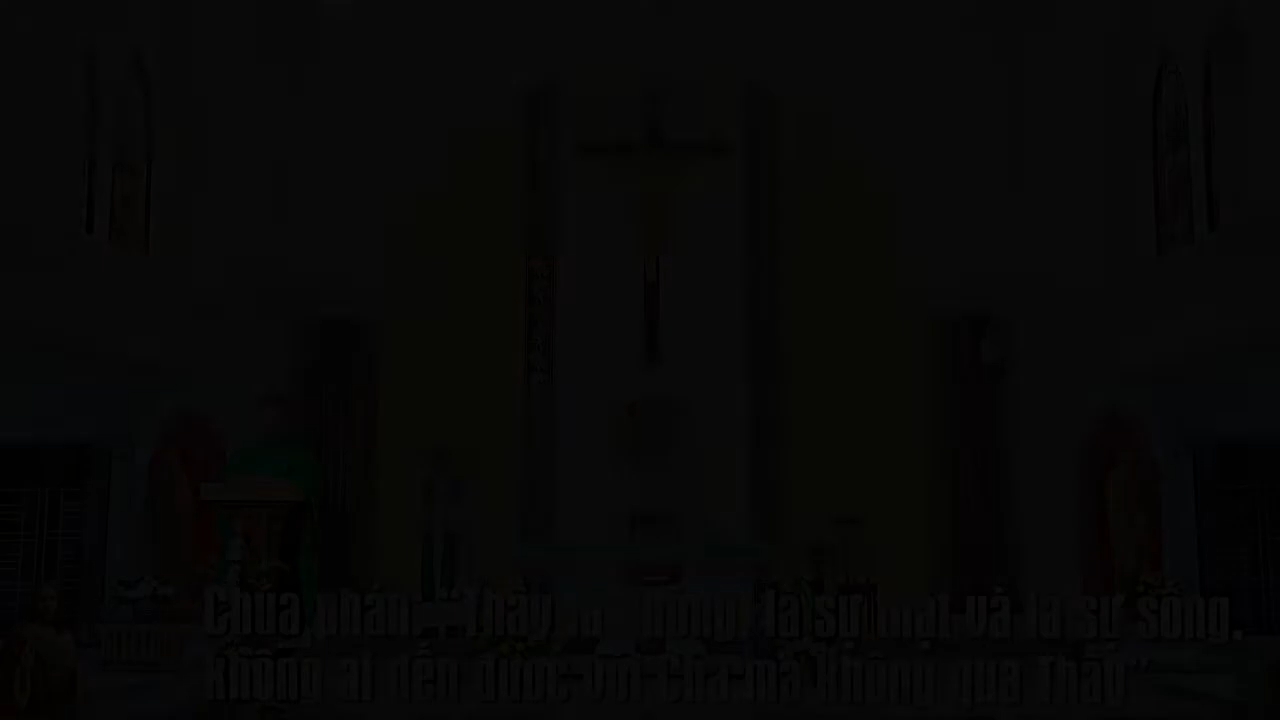 Chúa phán: "Thầy là sự thật và là sự sống.
Không ai đến được với Cha mà không qua Thầy"